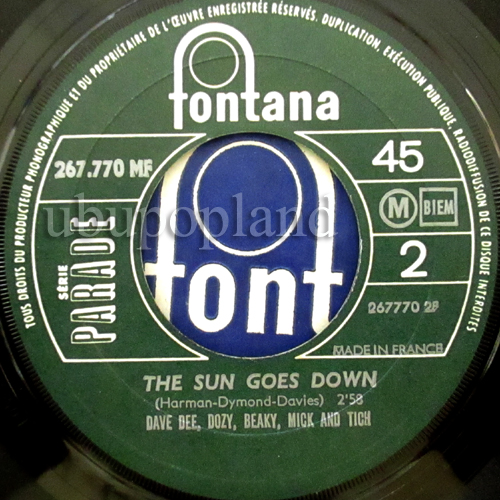 TOUS DROITS DU PRODUCTEUR PHONOGRAPHIQUE ET DU PROPRIÉTAIRE DE L'ŒUVRE ENREGISTRÉE RÉSERVÉS. DUPLICATION, EXÉCUTION PUBLIQUE, RADIODIFFUSION DE CE DISQUE INTERDITES
fontana
267.770 MF
45
M
BIEM
SÉRIE
PARADE
2
font
ubupopland
267770 2B
MADE IN FRANCE
THE SUN GOES DOWN
(Harman-Dymond-Davies) 2'58
DAVE DEE, DOZY, BEAKY, MICK AND TICH